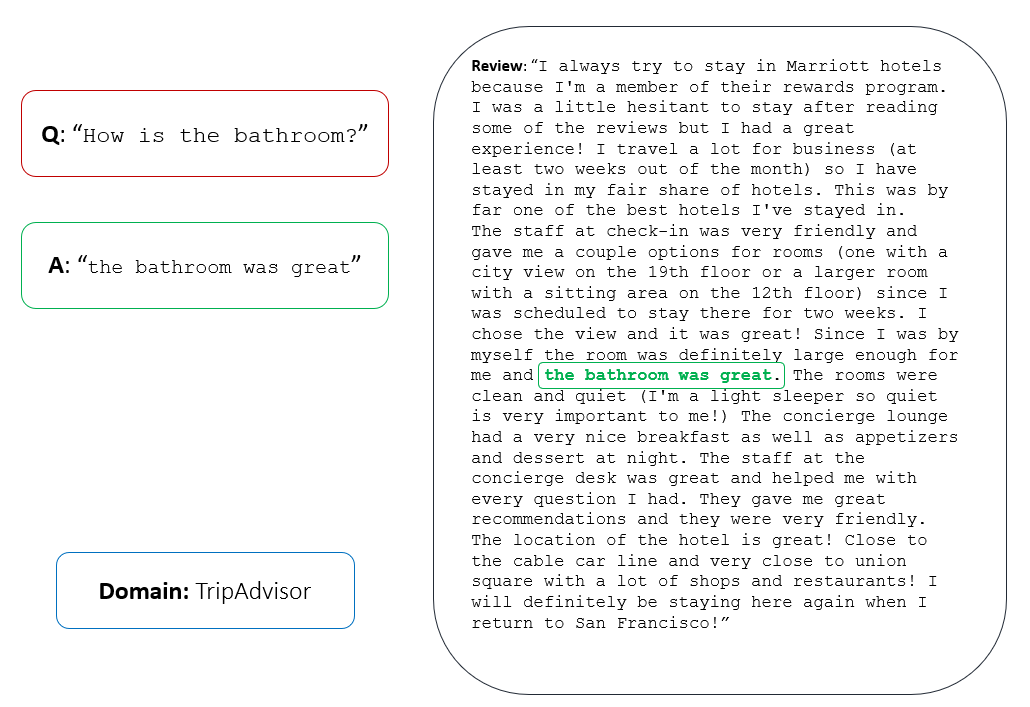 Q: “How is the bathroom?”
A: “the bathroom was great”
Domain: TripAdvisor
Review: “I always try to stay in Marriott hotels
because I'm a member of their rewards program.
I was a little hesitant to stay after reading
some of the reviews but I had a great
experience! I travel a lot for business (at
least two weeks out of the month) so I have
stayed in my fair share of hotels. This was by
far one of the best hotels I've stayed in.
The staff at check-in was very friendly and
gave me a couple options for rooms (one with a
city view on the 19th floor or a larger room
with a sitting area on the 12th floor) since I
was scheduled to stay there for two weeks. I
chose the view and it was great! Since I was by
myself the room was definitely large enough for
me and the bathroom was great. The rooms were
clean and quiet (I'm a light sleeper so quiet
is very important to me!) The concierge lounge
had a very nice breakfast as well as appetizers
and dessert at night. The staff at the
concierge desk was great and helped me with
every question I had. They gave me great
recommendations and they were very friendly.
The location of the hotel is great! Close to
the cable car line and very close to union
square with a lot of shops and restaurants! I
will definitely be staying here again when I
return to San Francisco!”